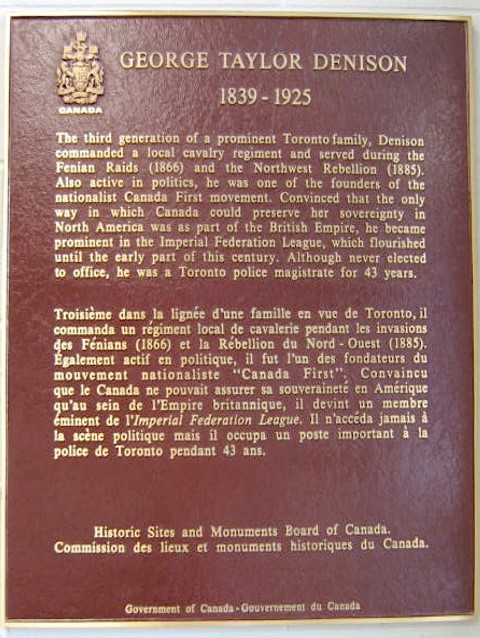 CANADA
GEORGE TAYLOR DENISON
1839 - 1925
The third generation of a prominent Toronto family, Denison
commanded a local cavalry regiment and served during the
Fenian Raids (1866) and the Northwest Rebellion (1885).
Also active in politics, he was one of the founders of the
nationalist Canada First movement. Convinced that the only
way in which Canada could preserve her sovereignty in
North America was as part of the British Empire, he became
prominent in the Imperial Federation League, which flourished
until the early part of this century. Although never elected
to office, he was a Toronto police magistrate for 43 years.
Troisième dans la lignée d'une famille en vue de Toronto, il
commanda un régiment local de cavalerie pendant les invasions
des Fénians (1866) et la Rébellion du Nord - Ouest (1885).
Également actif en politique, il fut l'un des fondateurs du
mouvement nationaliste "Canada First". Convaincu
que le Canada ne pouvait assurer sa souveraineté en Amérique
qu'au sein de l'Empire britannique, il devint un membre
éminent de l'Imperial Federation League. Il n'accéda jamais à
la scène politique mais il occupa un poste important à la
police de Toronto pendant 43 ans.
Historic Sites and Monuments Board of Canada.
Commission des lieux et monuments historiques du Canada.
Government of Canada - Gouvernement du Canada